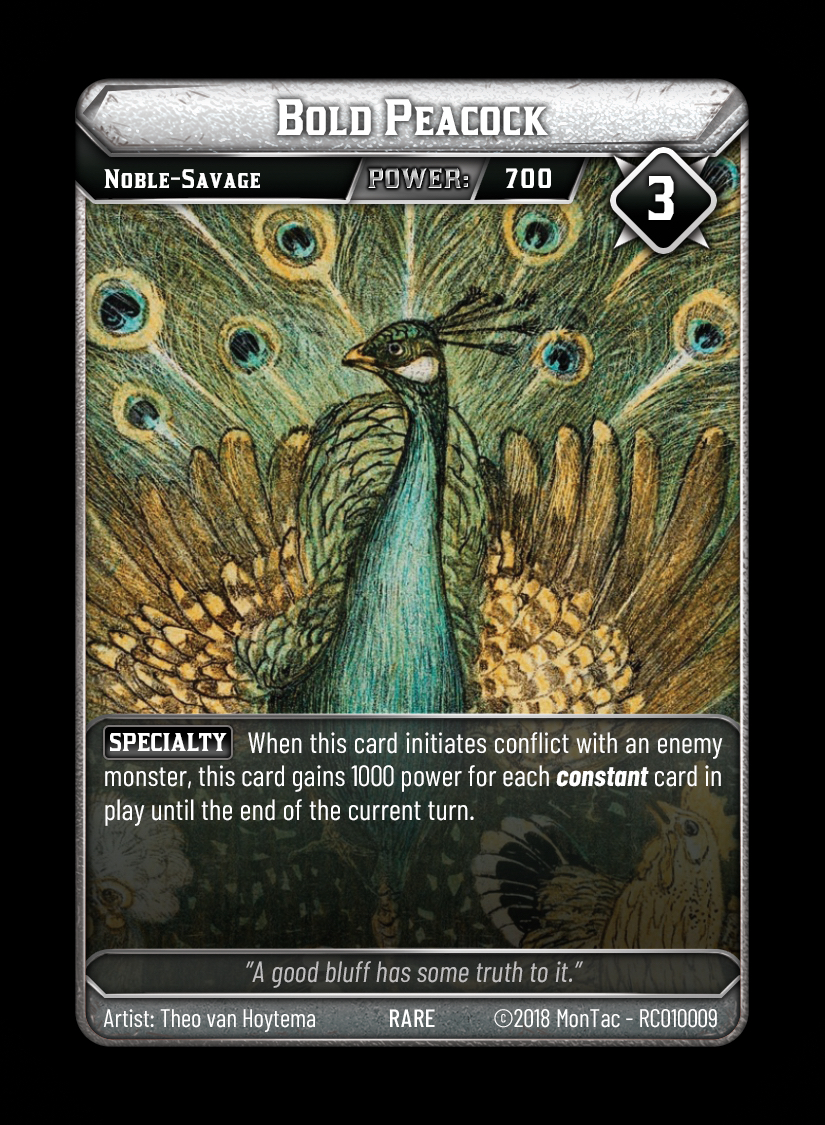 Bold Peacock
Noble-Savage POWER: 700
3
SPECIALTY When this card initiates conflict with an enemy
monster, this card gains 1000 power for each constant card in
play until the end of the current turn.
"A good bluff has some truth to it."
Artist: Theo van Hoytema RARE ©2018 MonTac - RC010009